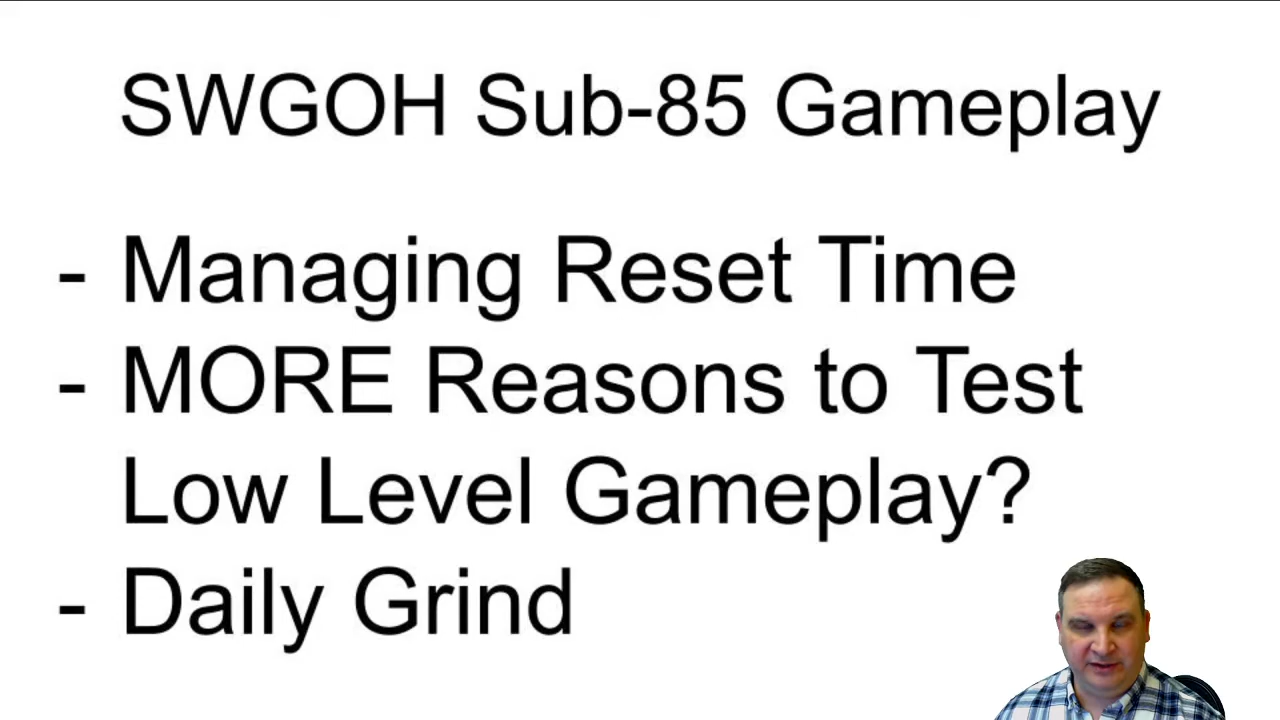 SWGOH Sub-85 Gameplay
- Managing Reset Time
- MORE Reasons to Test
Low Level Gameplay?
- Daily Grind